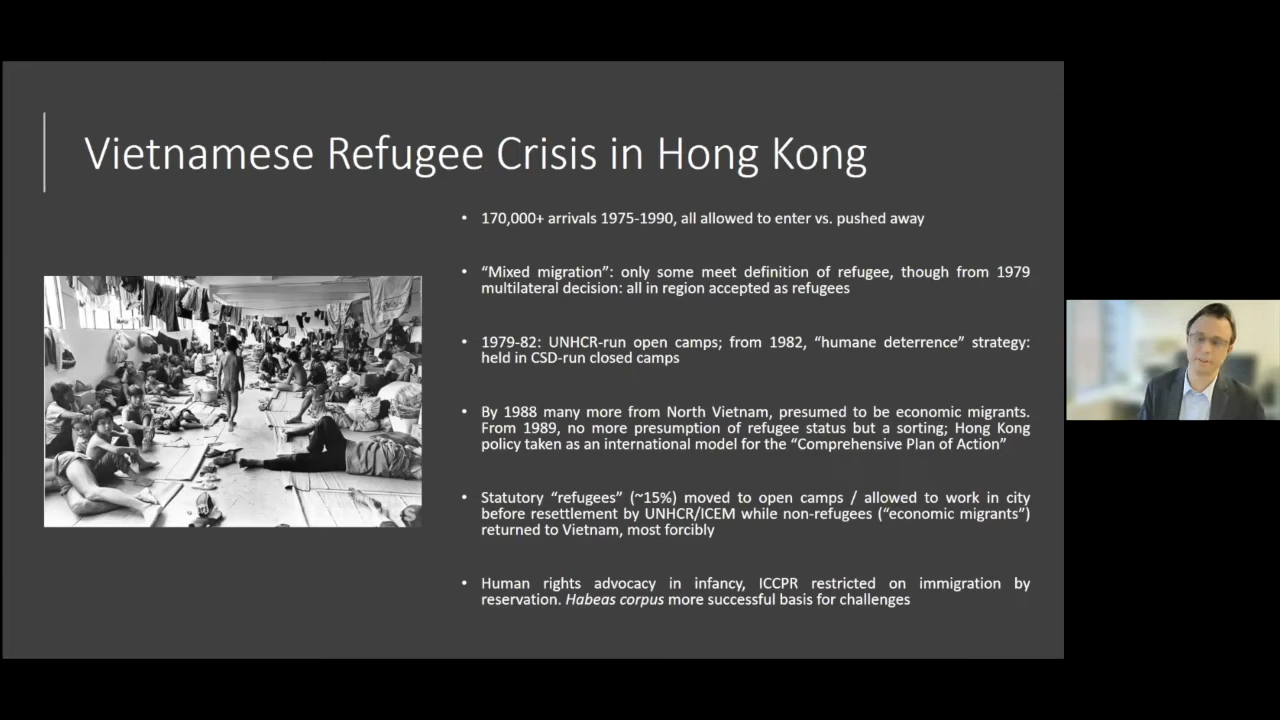 Vietnamese Refugee Crisis in Hong Kong
• 170,000+ arrivals 1975-1990, all allowed to enter vs. pushed away
• “Mixed migration”: only some meet definition of refugee, though from 1979
multilateral decision: all in region accepted as refugees
• 1979-82: UNHCR-run open camps; from 1982, “humane deterrence” strategy:
held in CSD-run closed camps
• By 1988 many more from North Vietnam, presumed to be economic migrants.
From 1989, no more presumption of refugee status but a sorting; Hong Kong
policy taken as an international model for the “Comprehensive Plan of Action”
• Statutory “refugees” (~15%) moved to open camps / allowed to work in city
before resettlement by UNHCR/ICEM while non-refugees (“economic migrants”)
returned to Vietnam, most forcibly
• Human rights advocacy in infancy, ICCPR restricted on immigration by
reservation. Habeas corpus more successful basis for challenges